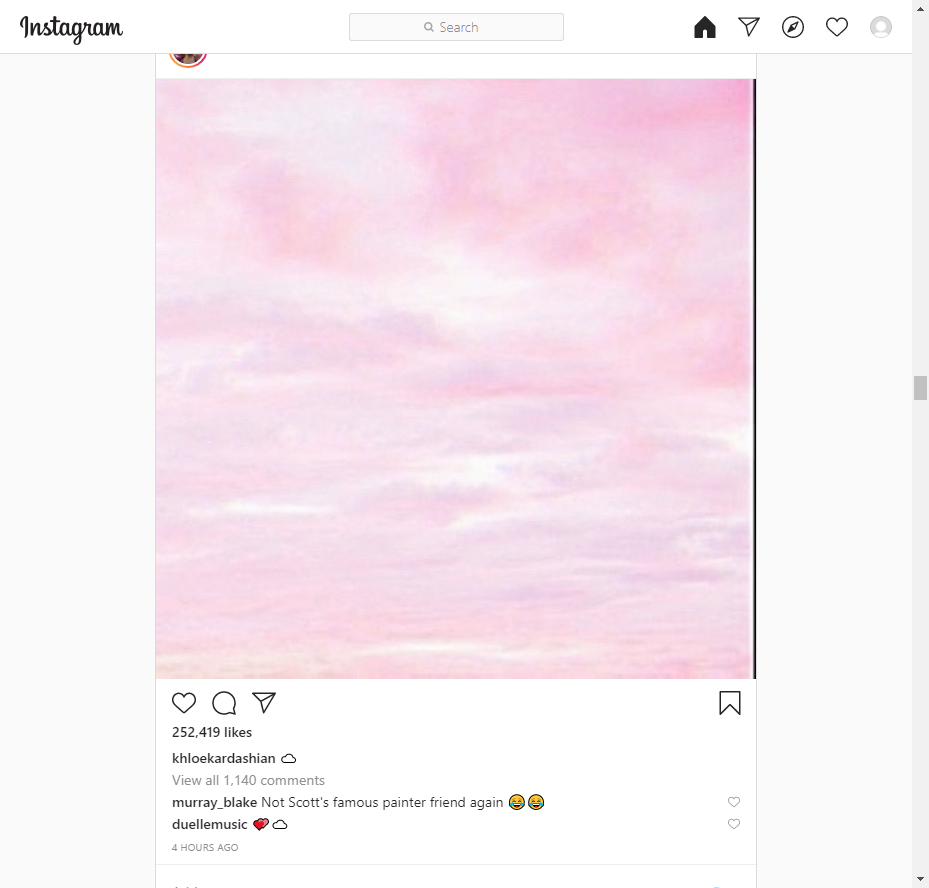 Instagram
Search
252,419 likes
khloekardashian ☁
View all 1,140 comments
murray_blake Not Scott's famous painter friend again 😂😂
duellemusic 💕☁
4 HOURS AGO